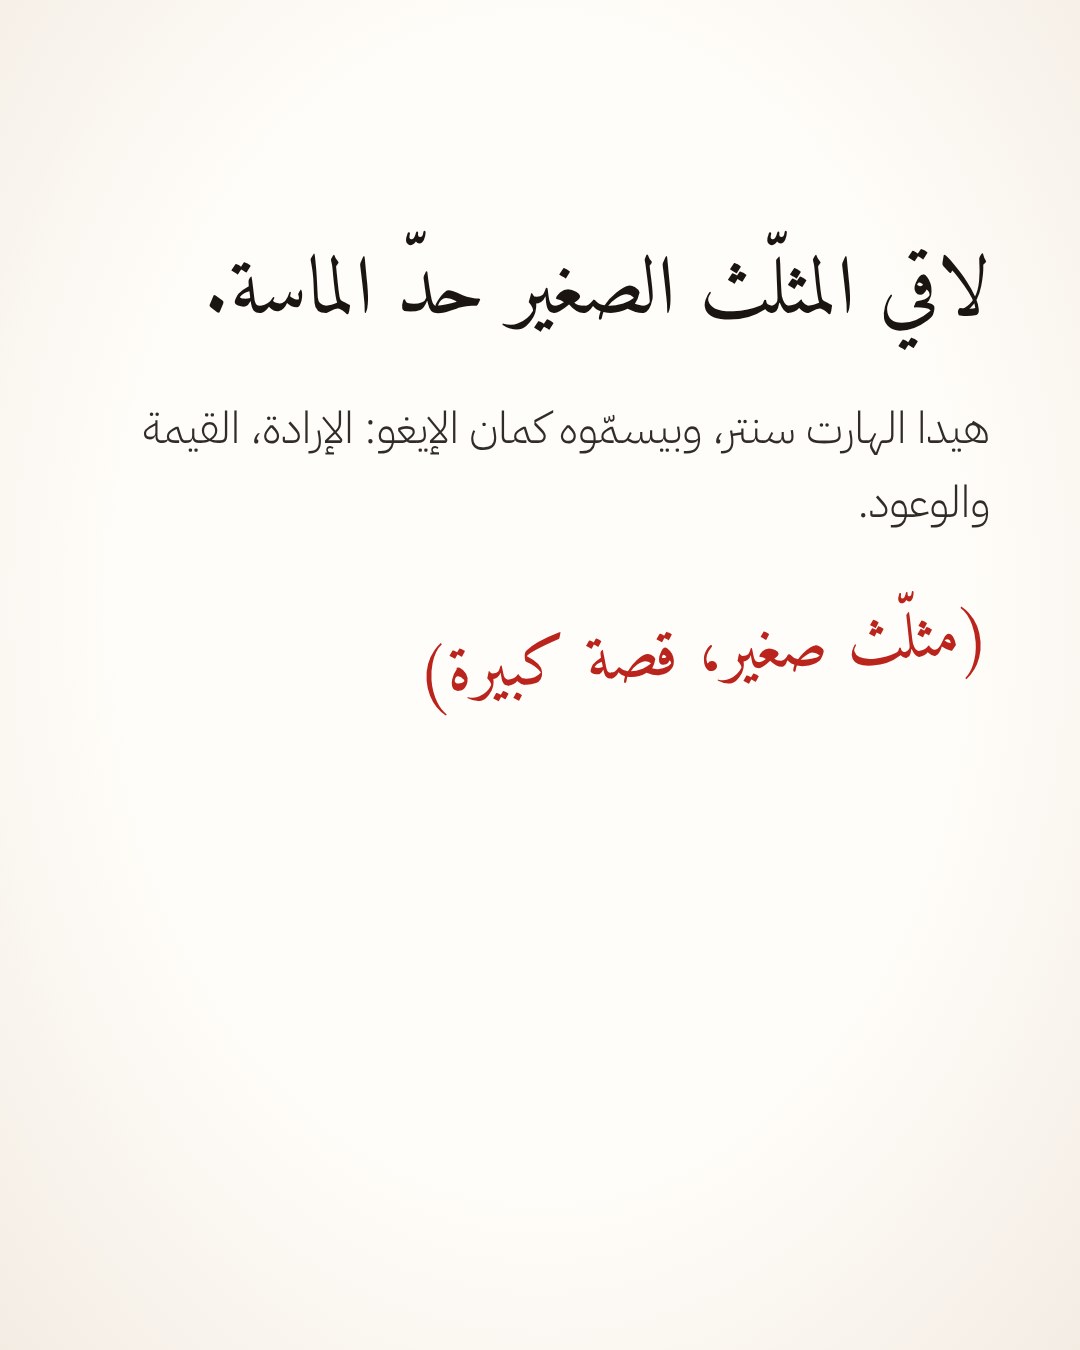 لاقي المثلّث الصغير حدّ الماسة.
هيدا الهارت سنتر، وبيسمّوه كمان الإيغو: الإرادة، القيمة
والوعود.
(مثلّث صغير، قصة كبيرة)